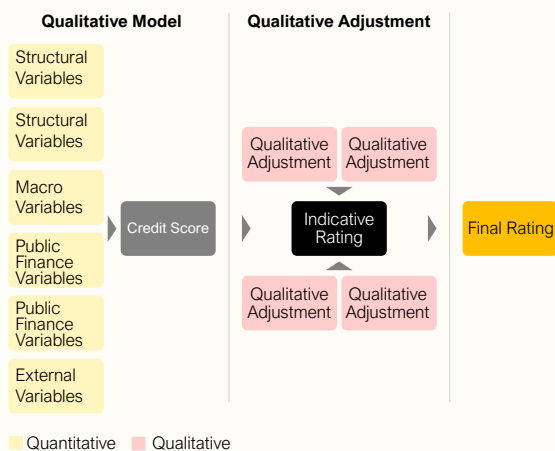 Qualitative Model
Qualitative Adjustment
Structural
Variables
Structural
Variables
Macro
Variables
Public
Finance
Variables
Public
Finance
Variables
External
Variables
Credit Score
Qualitative
Adjustment
Qualitative
Adjustment
Indicative
Rating
Qualitative
Adjustment
Qualitative
Adjustment
Final Rating
Quantitative
Qualitative